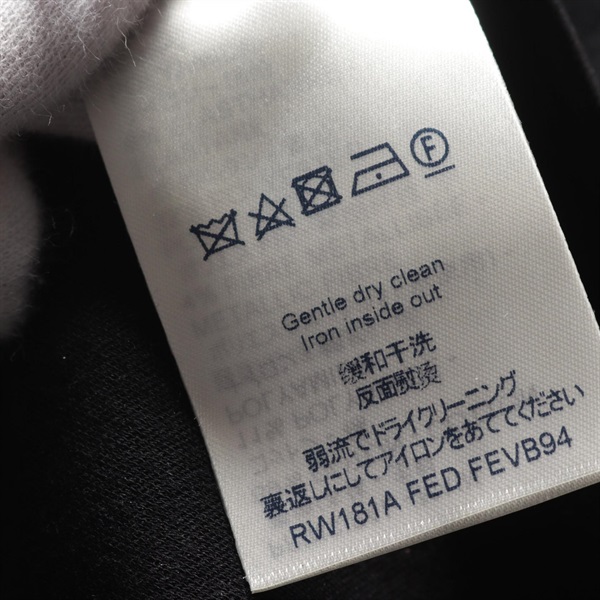 F
Gentle dry clean
Iron inside out
缓和干洗
反面熨烫
弱流でドライクリーニング
裏返しにしてアイロンをあててください
RW181A FED FEVB94